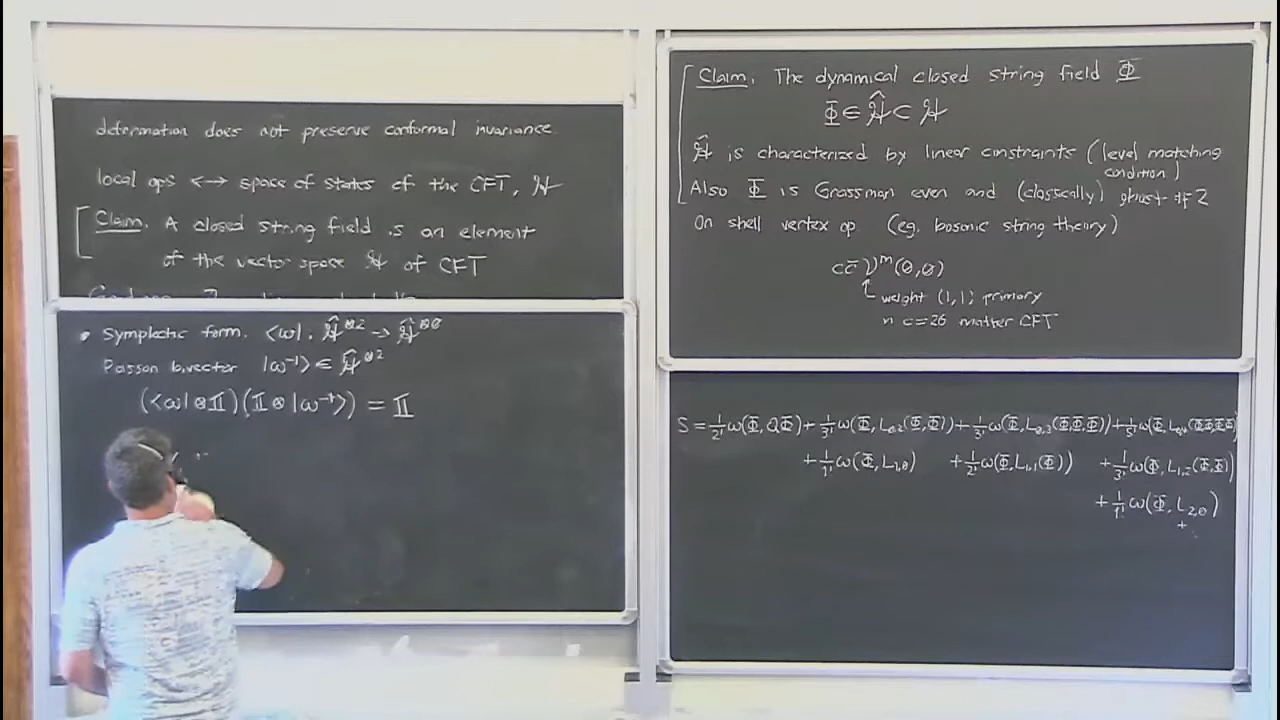 deformation does not preserve conformal invariance.
local ops ↔ space of states of the CFT, ℋ
Claim. A closed string field is an element
of the vector space ℋ of CFT
• Symplectic form. ⟨ω| : Ĥ^⊗2 → Ĥ^⊗0
Poisson bivector |ω⁻¹⟩ ∈ Ĥ^⊗2
(⟨ω|⊗𝕀)(𝕀⊗|ω⁻¹⟩) = 𝕀
Claim. The dynamical closed string field Φ
Φ ∈ Ĥ ⊂ ℋ
Ĥ is characterized by linear constraints (level matching
condition)
Also Φ is Grassman even and (classically) ghost # 2
On shell vertex op. (eg. bosonic string theory)
c c̄ V^m(0,0)
weight (1,1) primary
n c=26 matter CFT
S = 1/2! ω(Φ, QΦ) + 1/3! ω(Φ, L_{0,2}(Φ,Φ)) + 1/3! ω(Φ, L_{0,3}(Φ,Φ,Φ)) + 1/5! ω(Φ, L_{0,4}(Φ,Φ,Φ,Φ))
+ 1/1! ω(Φ, L_{1,0}) + 1/2! ω(Φ, L_{1,1}(Φ)) + 1/3! ω(Φ, L_{1,2}(Φ,Φ))
+ 1/1! ω(Φ, L_{2,0})
+ ...